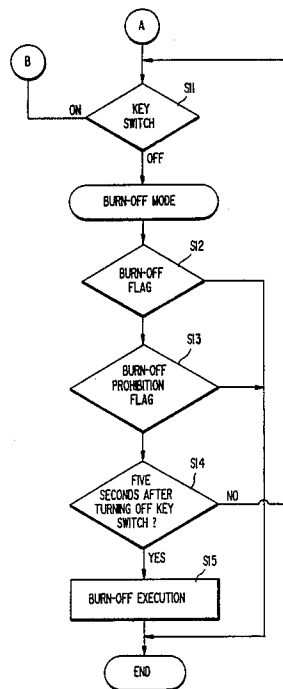 A
B
S11
KEY
SWITCH
ON
OFF
BURN-OFF MODE
S12
BURN-OFF
FLAG
S13
BURN-OFF
PROHIBITION
FLAG
S14
FIVE
SECONDS AFTER
TURNING OFF KEY
SWITCH ?
NO
YES
S15
BURN-OFF EXECUTION
END